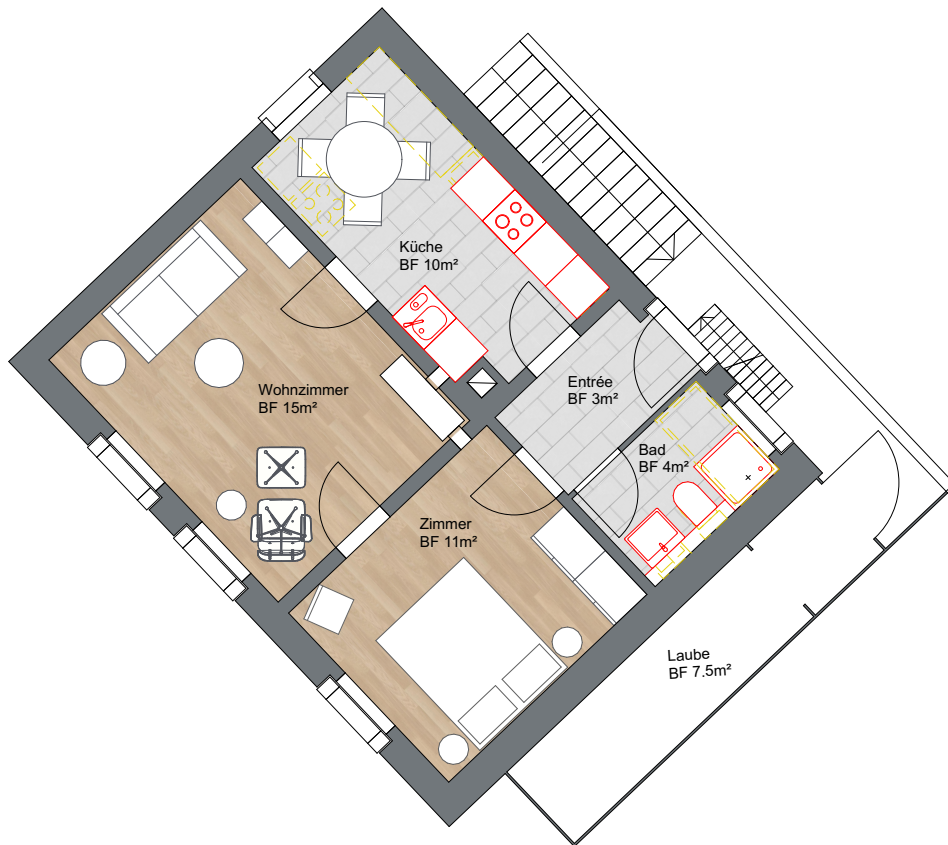 Küche
BF 10m²
Entrée
BF 3m²
Wohnzimmer
BF 15m²
Bad
BF 4m²
Zimmer
BF 11m²
Laube
BF 7.5m²